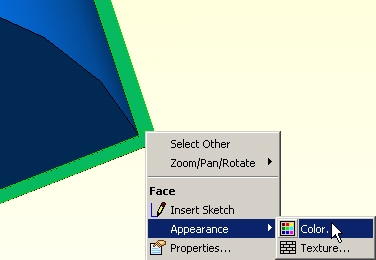 Select Other
Zoom/Pan/Rotate
Face
Insert Sketch
Appearance
Color...
Properties...
Texture...